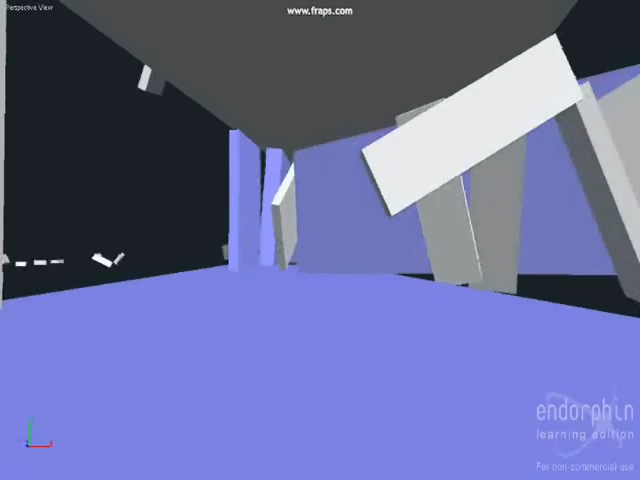 Perspective View
www.fraps.com
endorphin
learning edition
For non-commercial use